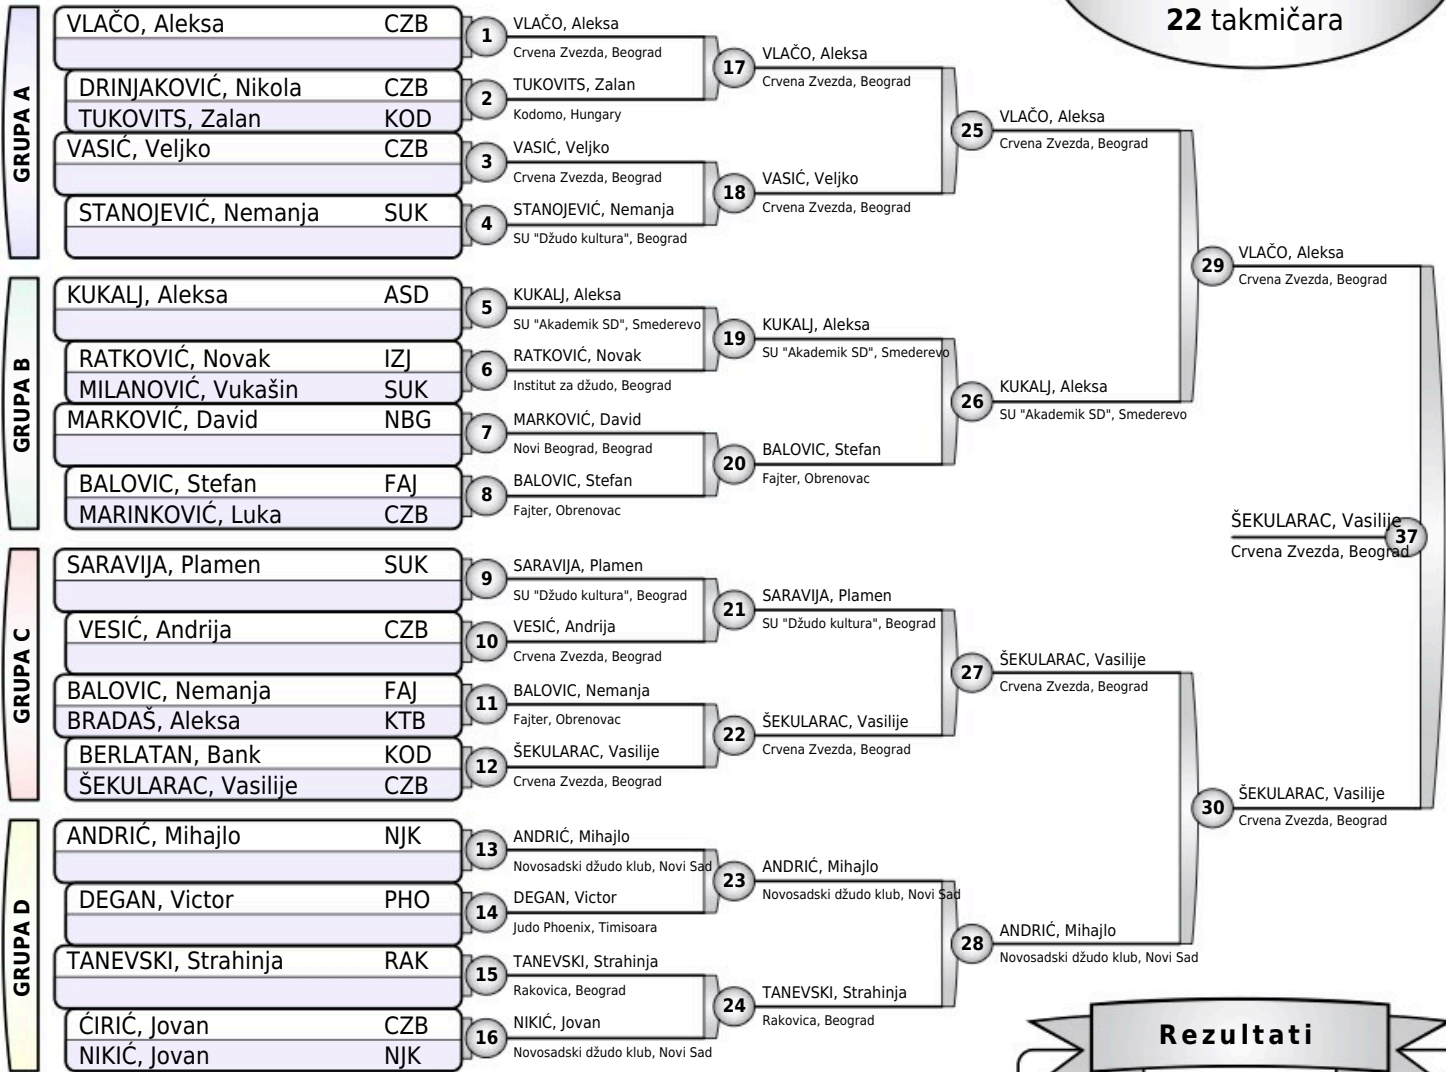 22 takmičara
GRUPA A
VLAČO, Aleksa CZB
DRINJAKOVIĆ, Nikola CZB
TUKOVITS, Zalan KOD
VASIĆ, Veljko CZB
STANOJEVIĆ, Nemanja SUK
GRUPA B
KUKALJ, Aleksa ASD
RATKOVIĆ, Novak IZJ
MILANOVIĆ, Vukašin SUK
MARKOVIĆ, David NBG
BALOVIC, Stefan FAJ
MARINKOVIĆ, Luka CZB
GRUPA C
SARAVIJA, Plamen SUK
VESIĆ, Andrija CZB
BALOVIC, Nemanja FAJ
BRADAŠ, Aleksa KTB
BERLATAN, Bank KOD
ŠEKULARAC, Vasilije CZB
GRUPA D
ANDRIĆ, Mihajlo NJK
DEGAN, Victor PHO
TANEVSKI, Strahinja RAK
ĆIRIĆ, Jovan CZB
NIKIĆ, Jovan NJK
1 VLAČO, Aleksa
Crvena Zvezda, Beograd
2 TUKOVITS, Zalan
Kodomo, Hungary
3 VASIĆ, Veljko
Crvena Zvezda, Beograd
4 STANOJEVIĆ, Nemanja
SU "Džudo kultura", Beograd
5 KUKALJ, Aleksa
SU "Akademik SD", Smederevo
6 RATKOVIĆ, Novak
Institut za džudo, Beograd
7 MARKOVIĆ, David
Novi Beograd, Beograd
8 BALOVIC, Stefan
Fajter, Obrenovac
9 SARAVIJA, Plamen
SU "Džudo kultura", Beograd
10 VESIĆ, Andrija
Crvena Zvezda, Beograd
11 BALOVIC, Nemanja
Fajter, Obrenovac
12 ŠEKULARAC, Vasilije
Crvena Zvezda, Beograd
13 ANDRIĆ, Mihajlo
Novosadski džudo klub, Novi Sad
14 DEGAN, Victor
Judo Phoenix, Timisoara
15 TANEVSKI, Strahinja
Rakovica, Beograd
16 NIKIĆ, Jovan
Novosadski džudo klub, Novi Sad
17 VLAČO, Aleksa
Crvena Zvezda, Beograd
18 VASIĆ, Veljko
Crvena Zvezda, Beograd
19 KUKALJ, Aleksa
SU "Akademik SD", Smederevo
20 BALOVIC, Stefan
Fajter, Obrenovac
21 SARAVIJA, Plamen
SU "Džudo kultura", Beograd
22 ŠEKULARAC, Vasilije
Crvena Zvezda, Beograd
23 ANDRIĆ, Mihajlo
Novosadski džudo klub, Novi Sad
24 TANEVSKI, Strahinja
Rakovica, Beograd
25 VLAČO, Aleksa
Crvena Zvezda, Beograd
26 KUKALJ, Aleksa
SU "Akademik SD", Smederevo
27 ŠEKULARAC, Vasilije
Crvena Zvezda, Beograd
28 ANDRIĆ, Mihajlo
Novosadski džudo klub, Novi Sad
29 VLAČO, Aleksa
Crvena Zvezda, Beograd
30 ŠEKULARAC, Vasilije
Crvena Zvezda, Beograd
ŠEKULARAC, Vasilije 37
Crvena Zvezda, Beograd
Rezultati